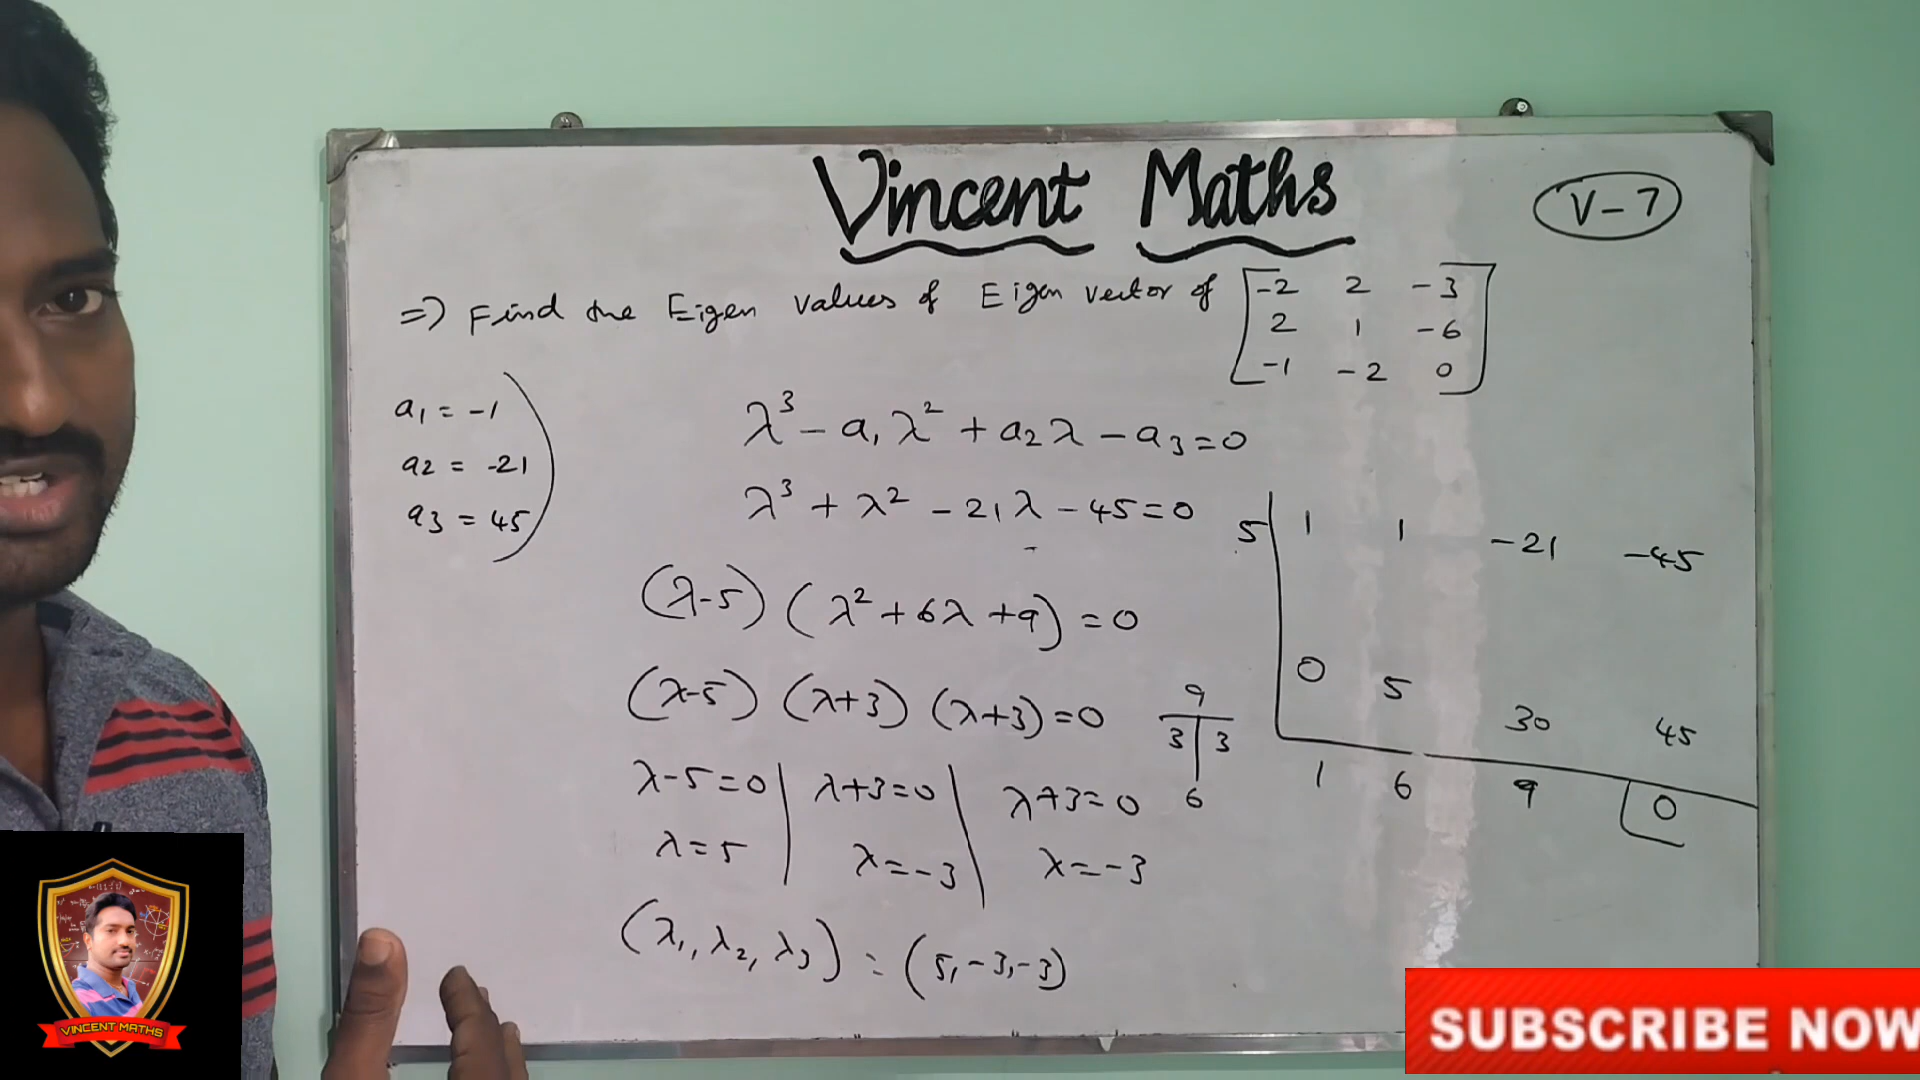 Vincent Maths
V-7
⇒) Find the Eigen values of Eigen vector of [-2 2 -3
2 1 -6
-1 -2 0]
a₁ = -1
a₂ = -21
a₃ = 45
λ³ - a₁λ² + a₂λ - a₃ = 0
λ³ + λ² - 21λ - 45 = 0
(λ-5) (λ² + 6λ + 9) = 0
(λ-5) (λ+3) (λ+3) = 0
λ-5=0 | λ+3=0 | λ+3=0
λ=5 | λ=-3 | λ=-3
(λ₁, λ₂, λ₃) = (5, -3, -3)
9
3 | 3
6
5 | 1 1 -21 -45
0 5 30 45
1 6 9 0
VINCENT MATHS
SUBSCRIBE NOW